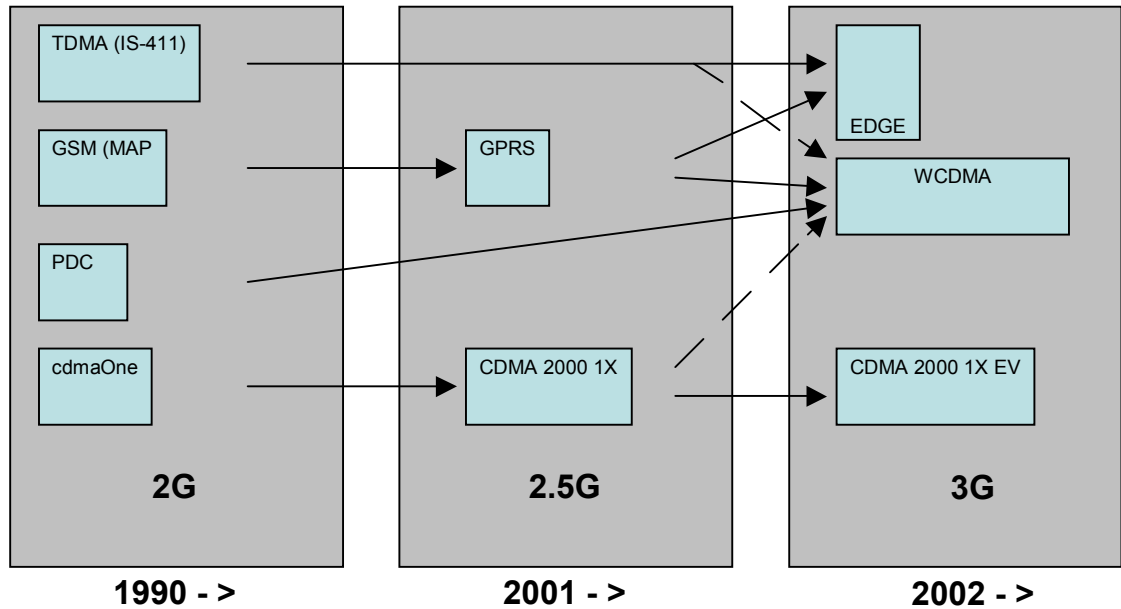 TDMA (IS-411)
GSM (MAP
PDC
cdmaOne
2G
1990 - >
GPRS
CDMA 2000 1X
2.5G
2001 - >
EDGE
WCDMA
CDMA 2000 1X EV
3G
2002 - >